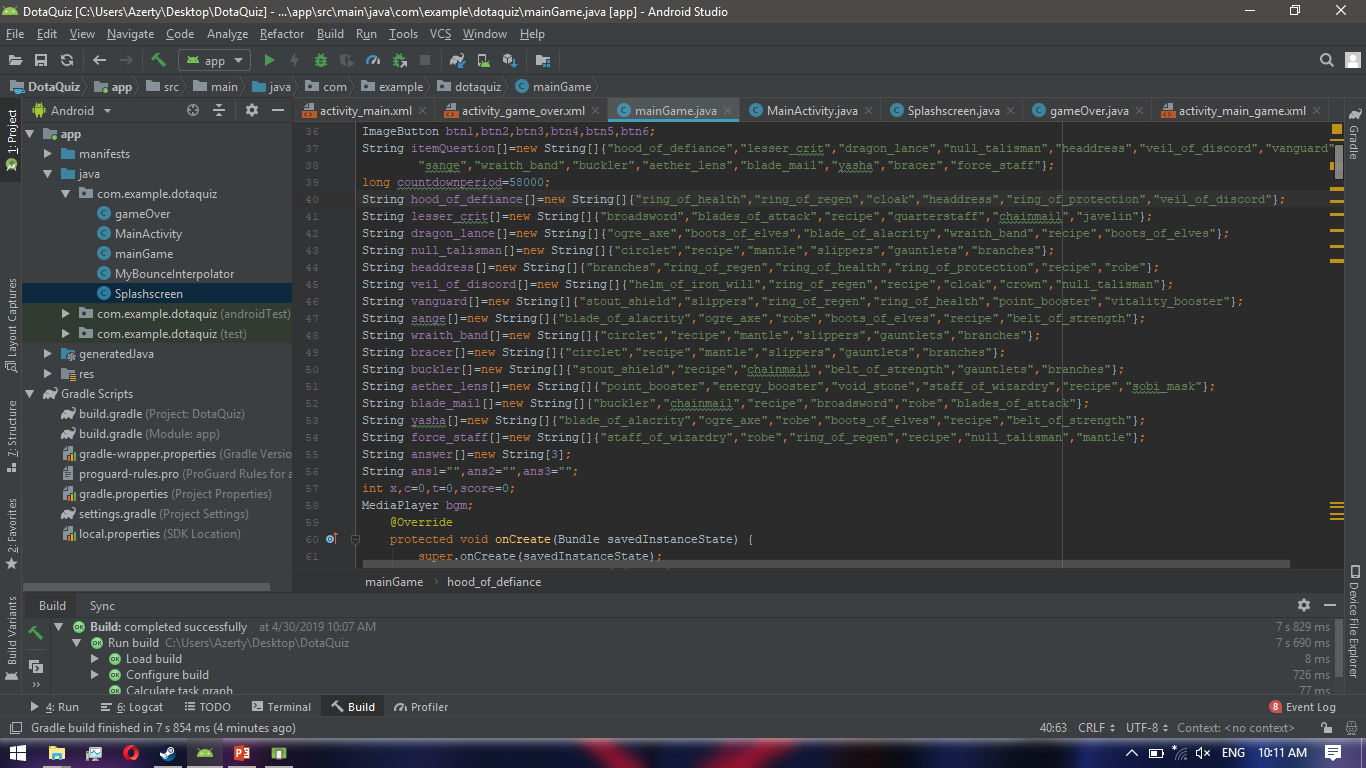 DotaQuiz [C:\Users\Azerty\Desktop\DotaQuiz] - ...\app\src\main\java\com\example\dotaquiz\mainGame.java [app] - Android Studio
File Edit View Navigate Code Analyze Refactor Build Run Tools VCS Window Help
app
DotaQuiz app src main java com example dotaquiz mainGame
Android
activity_main.xml activity_game_over.xml mainGame.java MainActivity.java Splashscreen.java gameOver.java activity_main_game.xml
1: Project
Layout Captures
7: Structure
2: Favorites
Build Variants
app
manifests
java
com.example.dotaquiz
gameOver
MainActivity
mainGame
MyBounceInterpolator
Splashscreen
com.example.dotaquiz (androidTest)
com.example.dotaquiz (test)
generatedJava
res
Gradle Scripts
build.gradle (Project: DotaQuiz)
build.gradle (Module: app)
gradle-wrapper.properties (Gradle Versio
proguard-rules.pro (ProGuard Rules for a
gradle.properties (Project Properties)
settings.gradle (Project Settings)
local.properties (SDK Location)
36 ImageButton btn1,btn2,btn3,btn4,btn5,btn6;
37 String itemQuestion[]=new String[]{"hood_of_defiance","lesser_crit","dragon_lance","null_talisman","headdress","veil_of_discord","vanguard"
38 "sange","wraith_band","buckler","aether_lens","blade_mail","yasha","bracer","force_staff"};
39 long countdownperiod=58000;
40 String hood_of_defiance[]=new String[]{"ring_of_health","ring_of_regen","cloak","headdress","ring_of_protection","veil_of_discord"};
41 String lesser_crit[]=new String[]{"broadsword","blades_of_attack","recipe","quarterstaff","chainmail","javelin"};
42 String dragon_lance[]=new String[]{"ogre_axe","boots_of_elves","blade_of_alacrity","wraith_band","recipe","boots_of_elves"};
43 String null_talisman[]=new String[]{"circlet","recipe","mantle","slippers","gauntlets","branches"};
44 String headdress[]=new String[]{"branches","ring_of_regen","ring_of_health","ring_of_protection","recipe","robe"};
45 String veil_of_discord[]=new String[]{"helm_of_iron_will","ring_of_regen","recipe","cloak","crown","null_talisman"};
46 String vanguard[]=new String[]{"stout_shield","slippers","ring_of_regen","ring_of_health","point_booster","vitality_booster"};
47 String sange[]=new String[]{"blade_of_alacrity","ogre_axe","robe","boots_of_elves","recipe","belt_of_strength"};
48 String wraith_band[]=new String[]{"circlet","recipe","mantle","slippers","gauntlets","branches"};
49 String bracer[]=new String[]{"circlet","recipe","mantle","slippers","gauntlets","branches"};
50 String buckler[]=new String[]{"stout_shield","recipe","chainmail","belt_of_strength","gauntlets","branches"};
51 String aether_lens[]=new String[]{"point_booster","energy_booster","void_stone","staff_of_wizardry","recipe","sobi_mask"};
52 String blade_mail[]=new String[]{"buckler","chainmail","recipe","broadsword","robe","blades_of_attack"};
53 String yasha[]=new String[]{"blade_of_alacrity","ogre_axe","robe","boots_of_elves","recipe","belt_of_strength"};
54 String force_staff[]=new String[]{"staff_of_wizardry","robe","ring_of_regen","recipe","null_talisman","mantle"};
55 String answer[]=new String[3];
56 String ans1="",ans2="",ans3="";
57 int x,c=0,t=0,score=0;
58 MediaPlayer bgm;
59 @Override
60 protected void onCreate(Bundle savedInstanceState) {
61 super.onCreate(savedInstanceState);
mainGame hood_of_defiance
Gradle
Device File Explorer
Build Sync
Build: completed successfully at 4/30/2019 10:07 AM 7 s 829 ms
Run build C:\Users\Azerty\Desktop\DotaQuiz 7 s 690 ms
Load build 8 ms
Configure build 726 ms
Calculate task graph 77 ms
4: Run 6: Logcat TODO Terminal Build Profiler 8 Event Log
Gradle build finished in 7 s 854 ms (4 minutes ago) 40:63 CRLF UTF-8 Context: <no context>
ENG 10:11 AM